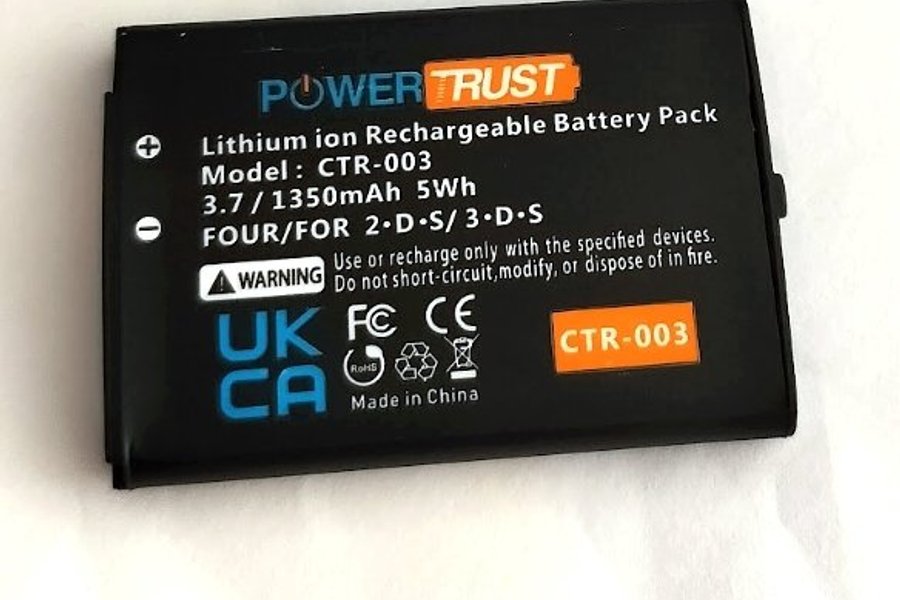 POWERTRUST
Lithium ion Rechargeable Battery Pack
Model : CTR-003
3.7 / 1350mAh 5Wh
FOUR/FOR 2•D•S/ 3•D•S
WARNING
Use or recharge only with the specified devices.
Do not short-circuit,modify, or dispose of in fire.
UK
CA
FC CE
RoHS
Made in China
CTR-003